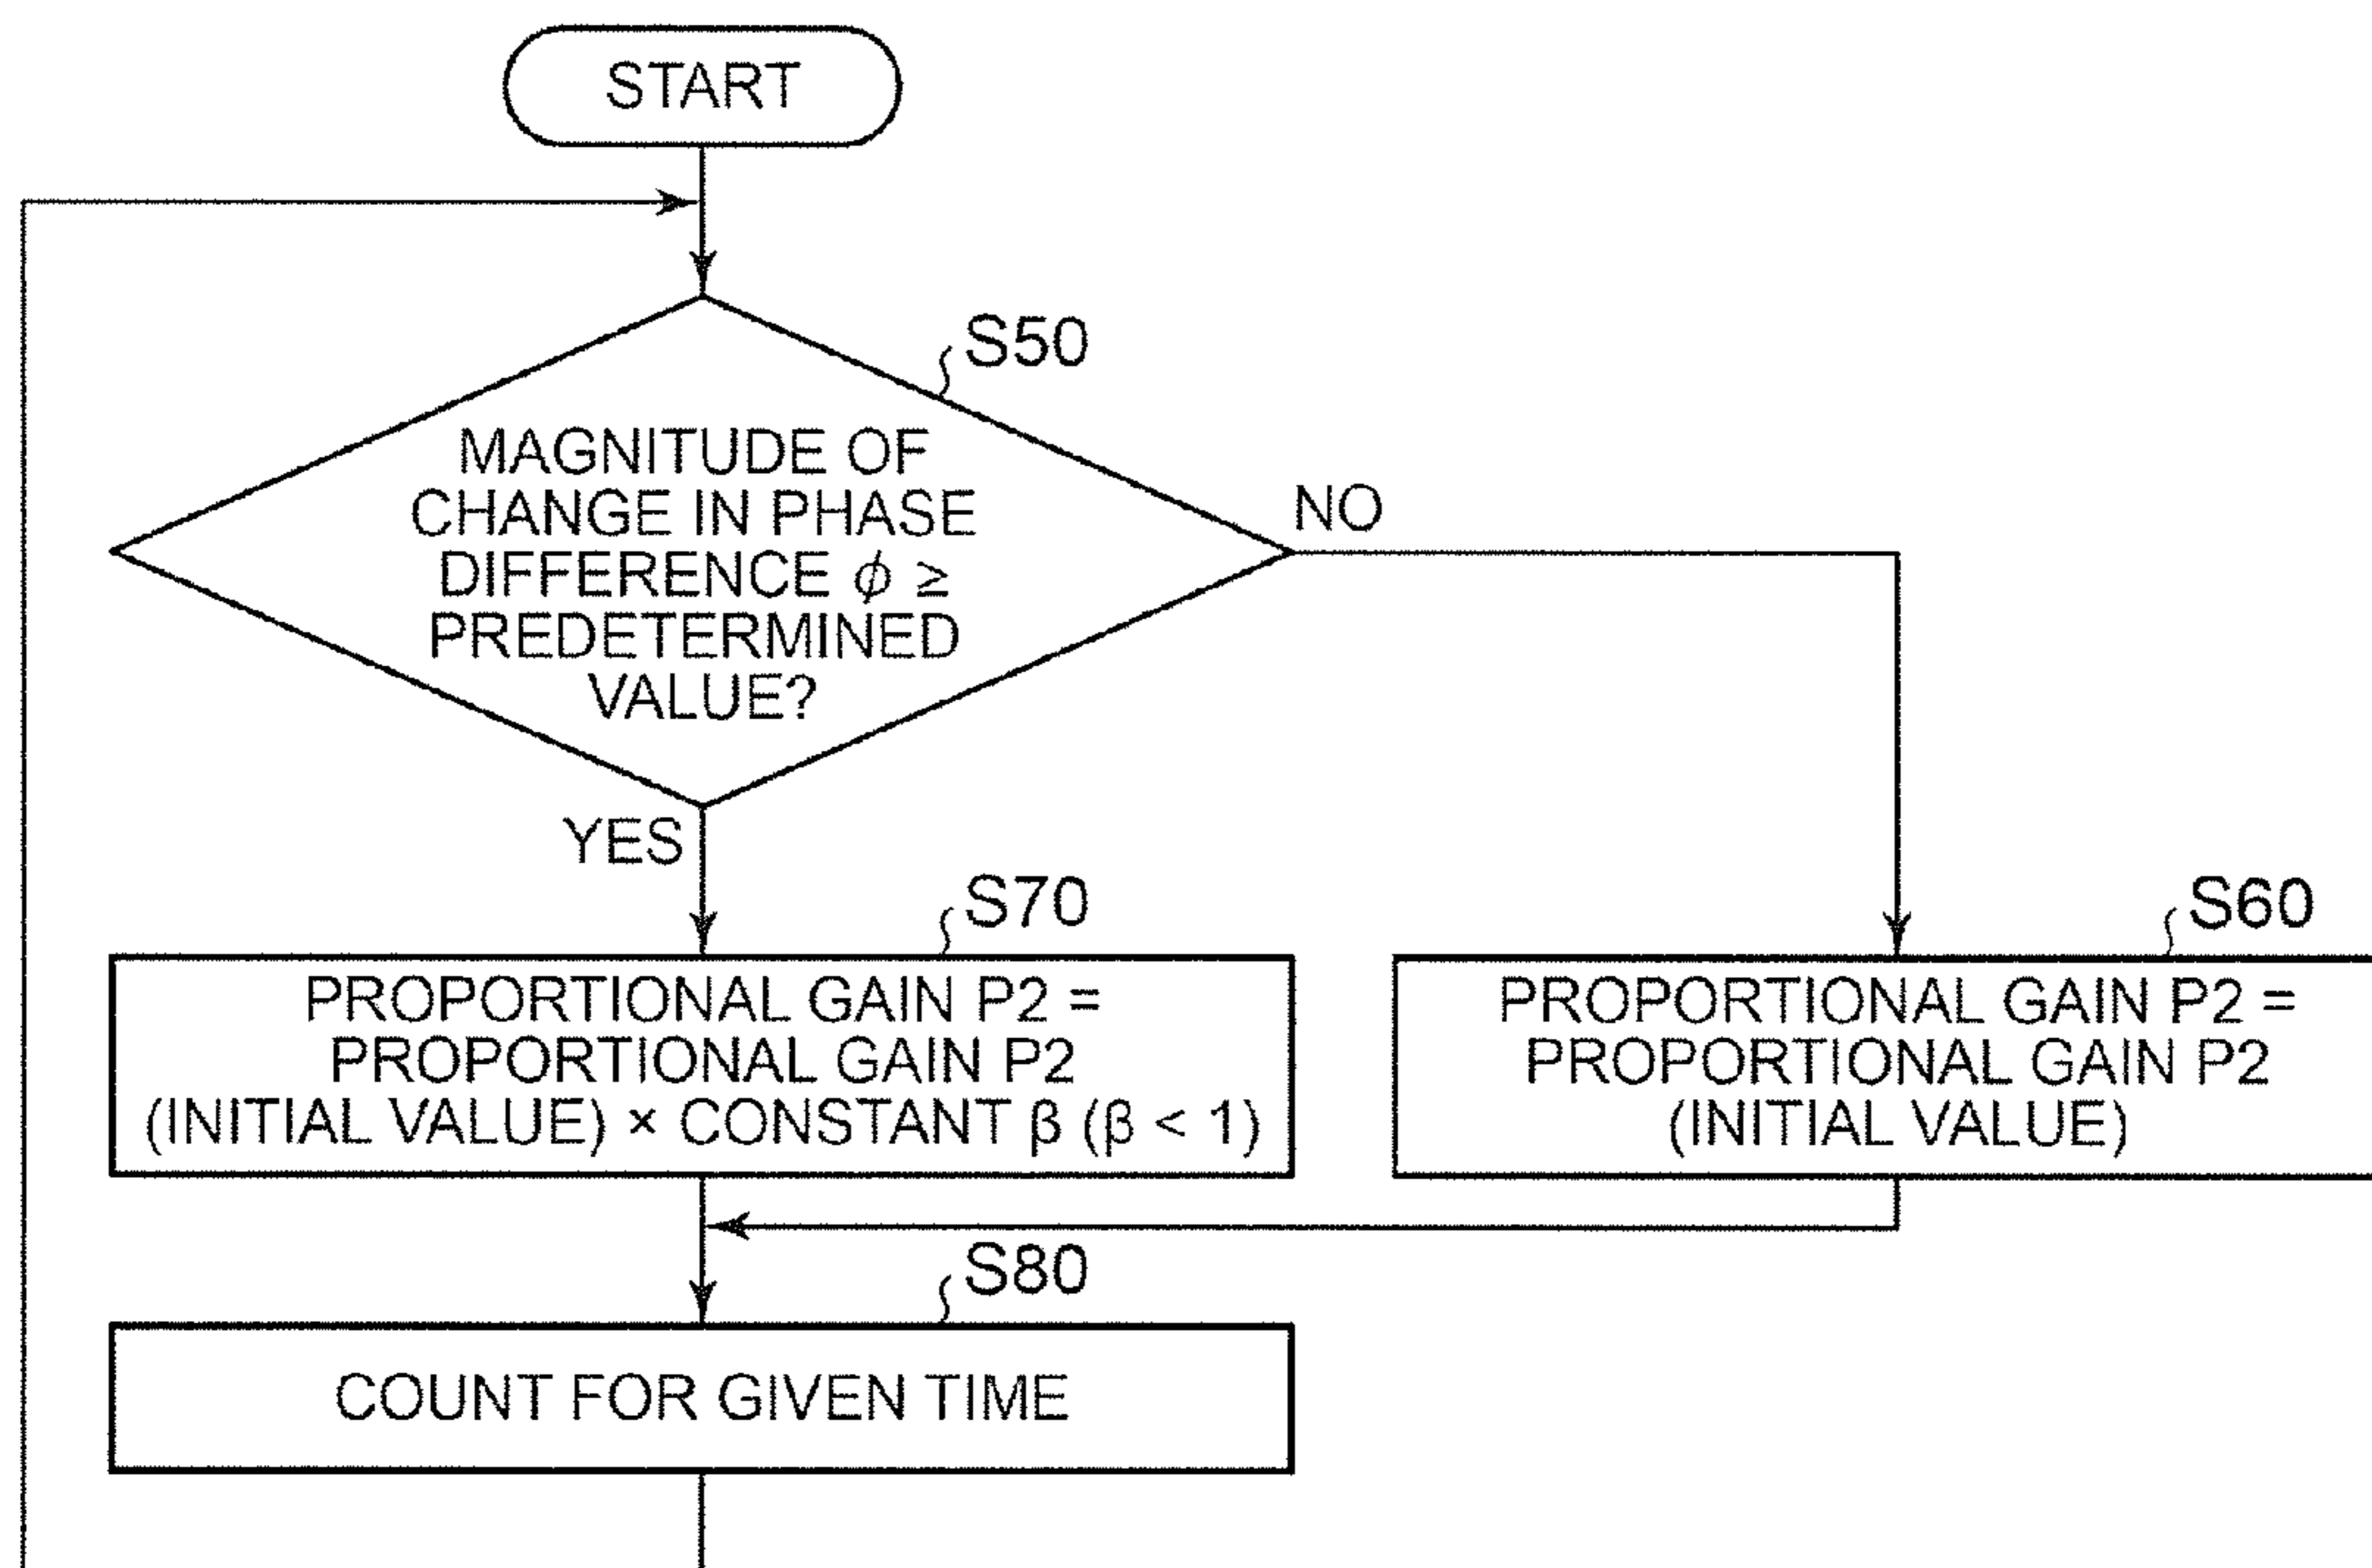 START
S50
MAGNITUDE OF
CHANGE IN PHASE
DIFFERENCE ϕ ≥
PREDETERMINED
VALUE?
NO
YES
S70
PROPORTIONAL GAIN P2 =
PROPORTIONAL GAIN P2
(INITIAL VALUE) × CONSTANT β (β < 1)
S60
PROPORTIONAL GAIN P2 =
PROPORTIONAL GAIN P2
(INITIAL VALUE)
S80
COUNT FOR GIVEN TIME